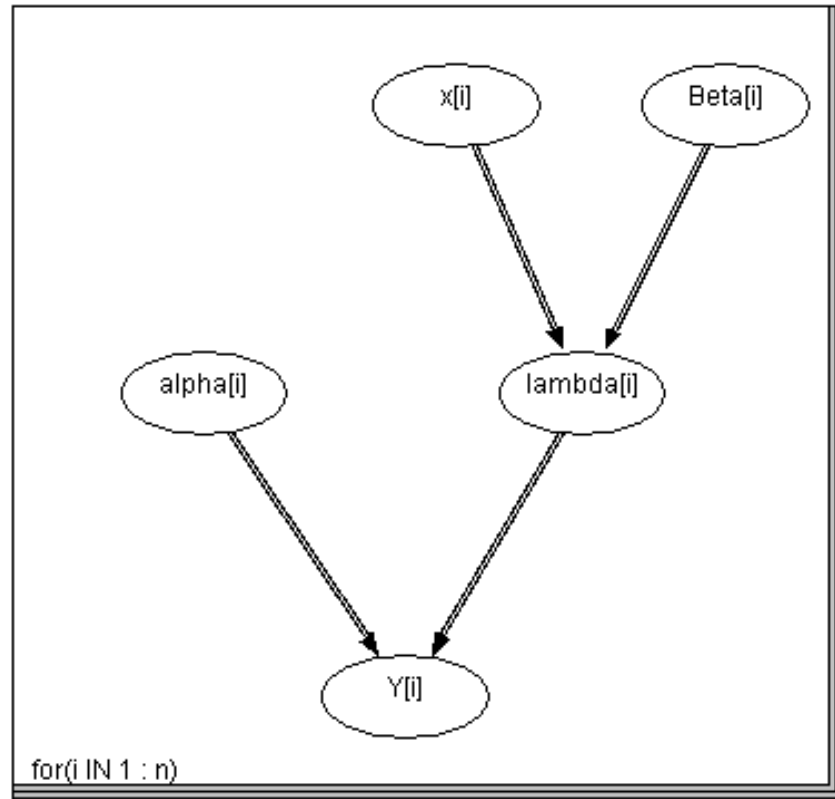 x[i]
Beta[i]
alpha[i]
lambda[i]
Y[i]
for(i IN 1 : n)